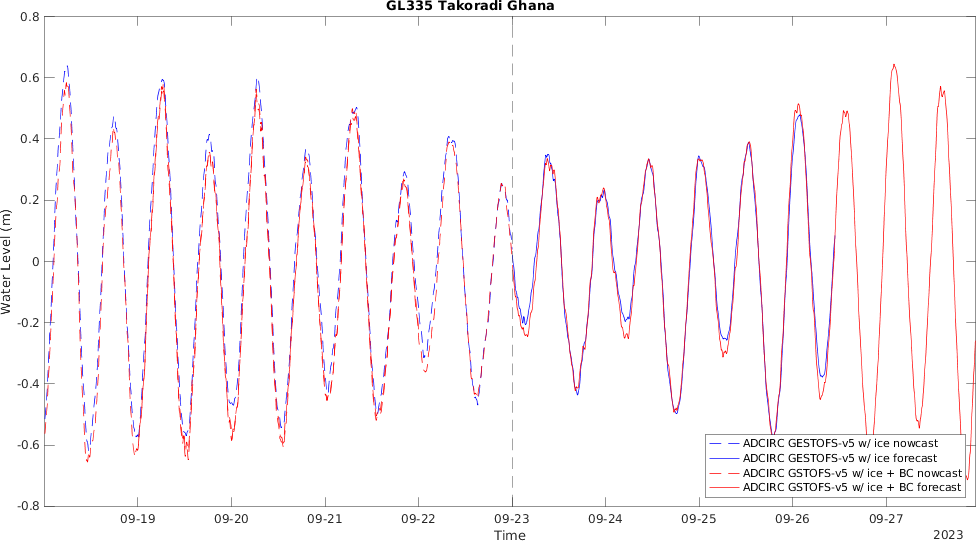 GL335 Takoradi Ghana
0.8
0.6
0.4
0.2
0
-0.2
-0.4
-0.6
-0.8
Water Level (m)
ADCIRC GESTOFS-v5 w/ ice nowcast
ADCIRC GESTOFS-v5 w/ ice forecast
ADCIRC GSTOFS-v5 w/ ice + BC nowcast
ADCIRC GSTOFS-v5 w/ ice + BC forecast
09-19 09-20 09-21 09-22 09-23 09-24 09-25 09-26 09-27
Time
2023